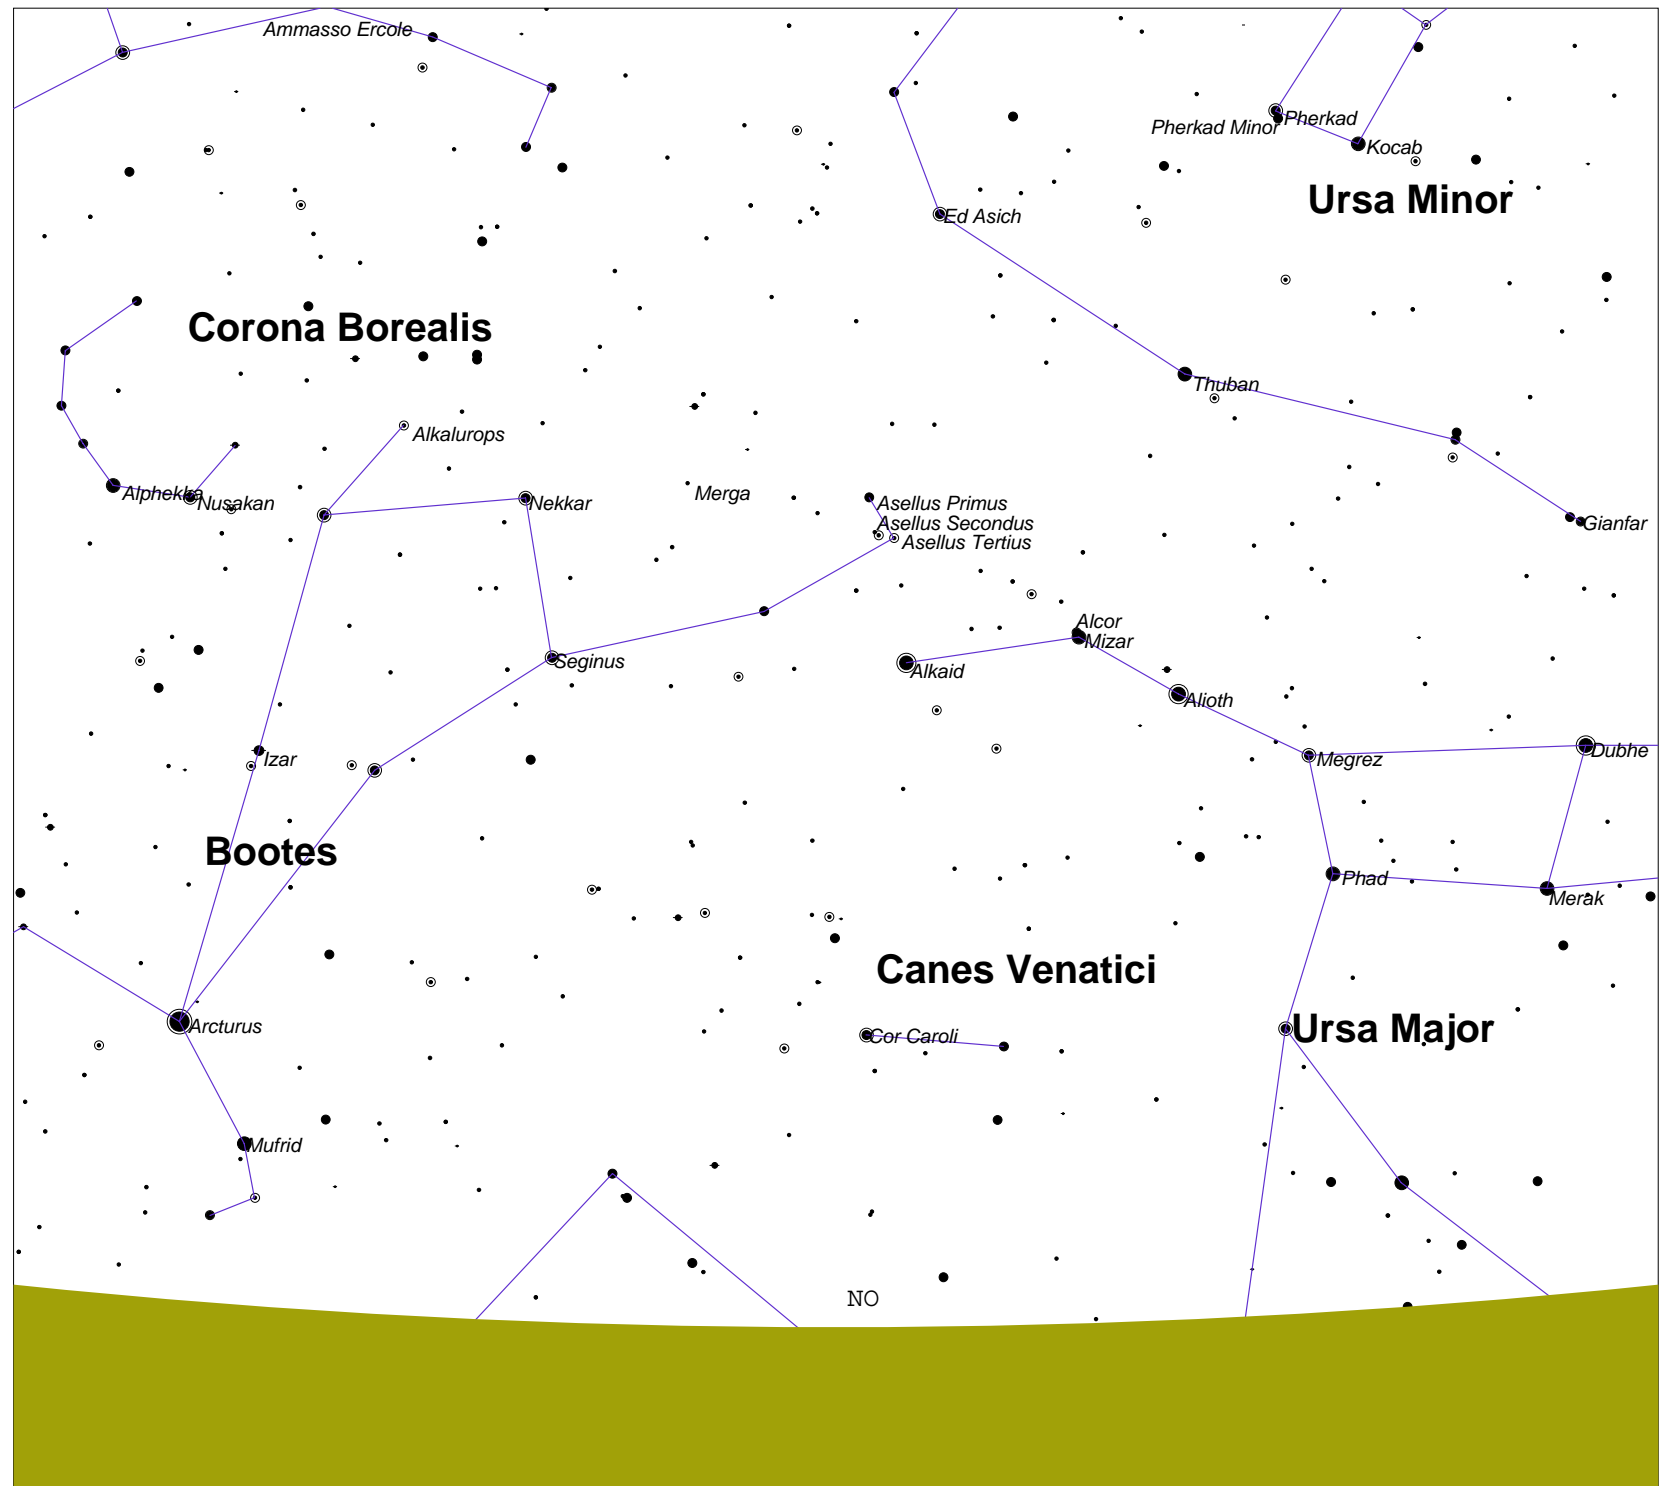 Ammasso Ercole
Pherkad Minor
Pherkad
Kocab
Ursa Minor
Ed Asich
Corona Borealis
Thuban
Alkalurops
Alphekka
Nusakan
Nekkar
Merga
Asellus Primus
Asellus Secondus
Asellus Tertius
Gianfar
Alcor
Mizar
Seginus
Alkaid
Alioth
Izar
Megrez
Dubhe
Bootes
Phad
Merak
Canes Venatici
Arcturus
Cor Caroli
Ursa Major
Mufrid
NO